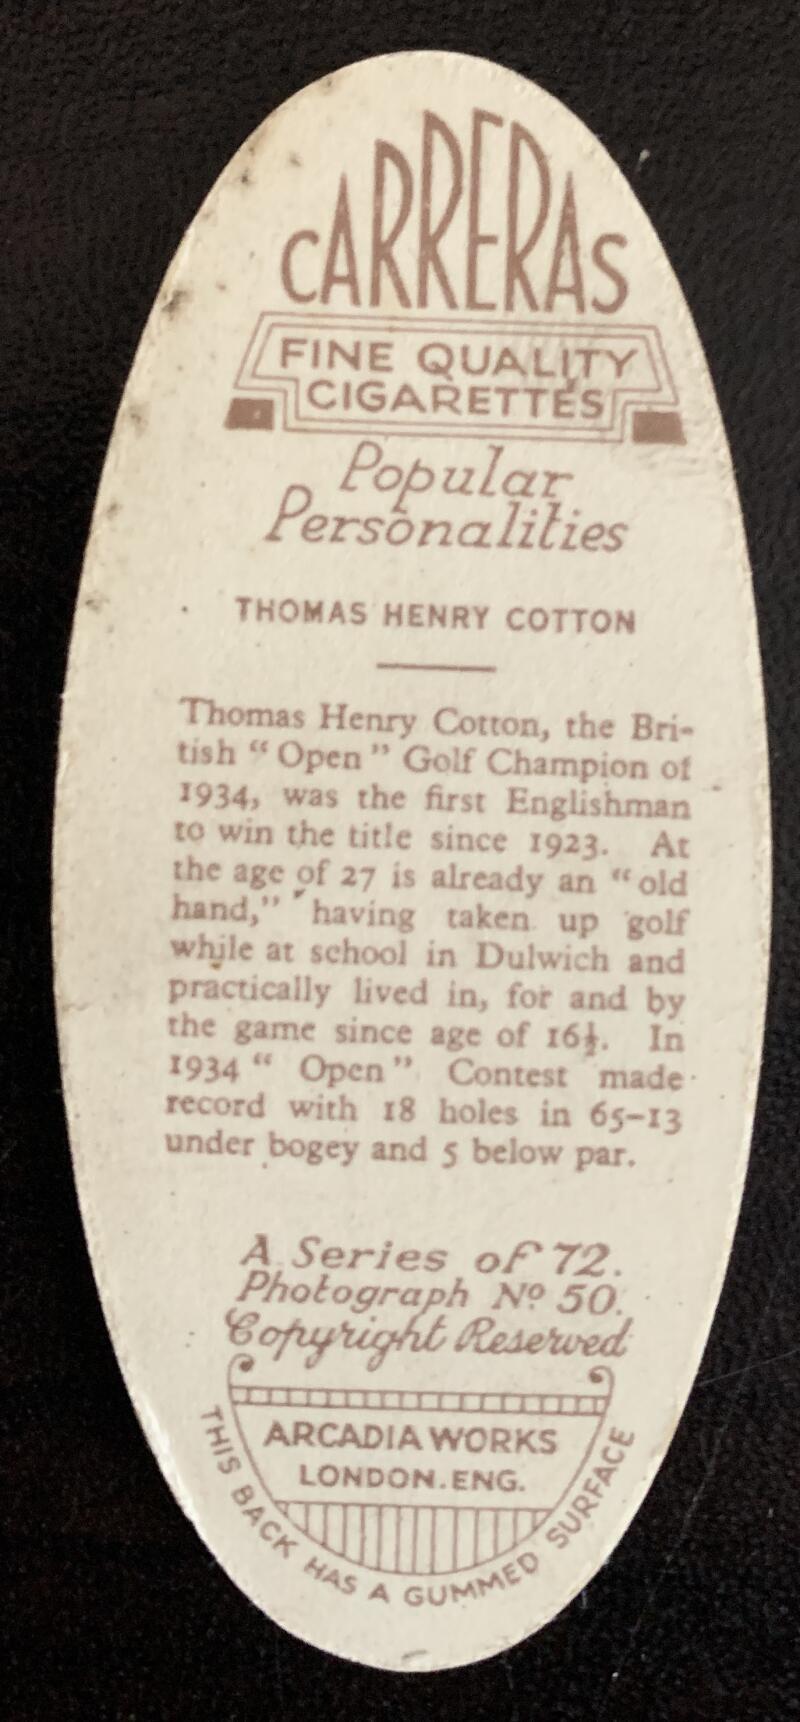 CARRERAS
FINE QUALITY
CIGARETTES
Popular
Personalities
THOMAS HENRY COTTON
Thomas Henry Cotton, the Bri-
tish “Open” Golf Champion of
1934, was the first Englishman
to win the title since 1923. At
the age of 27 is already an “old
hand,” having taken up golf
while at school in Dulwich and
practically lived in, for and by
the game since age of 16½. In
1934 “ Open” Contest made
record with 18 holes in 65–13
under bogey and 5 below par.
A Series of 72.
Photograph Nº 50.
Copyright Reserved
ARCADIA WORKS
LONDON.ENG.
THIS BACK HAS A GUMMED SURFACE